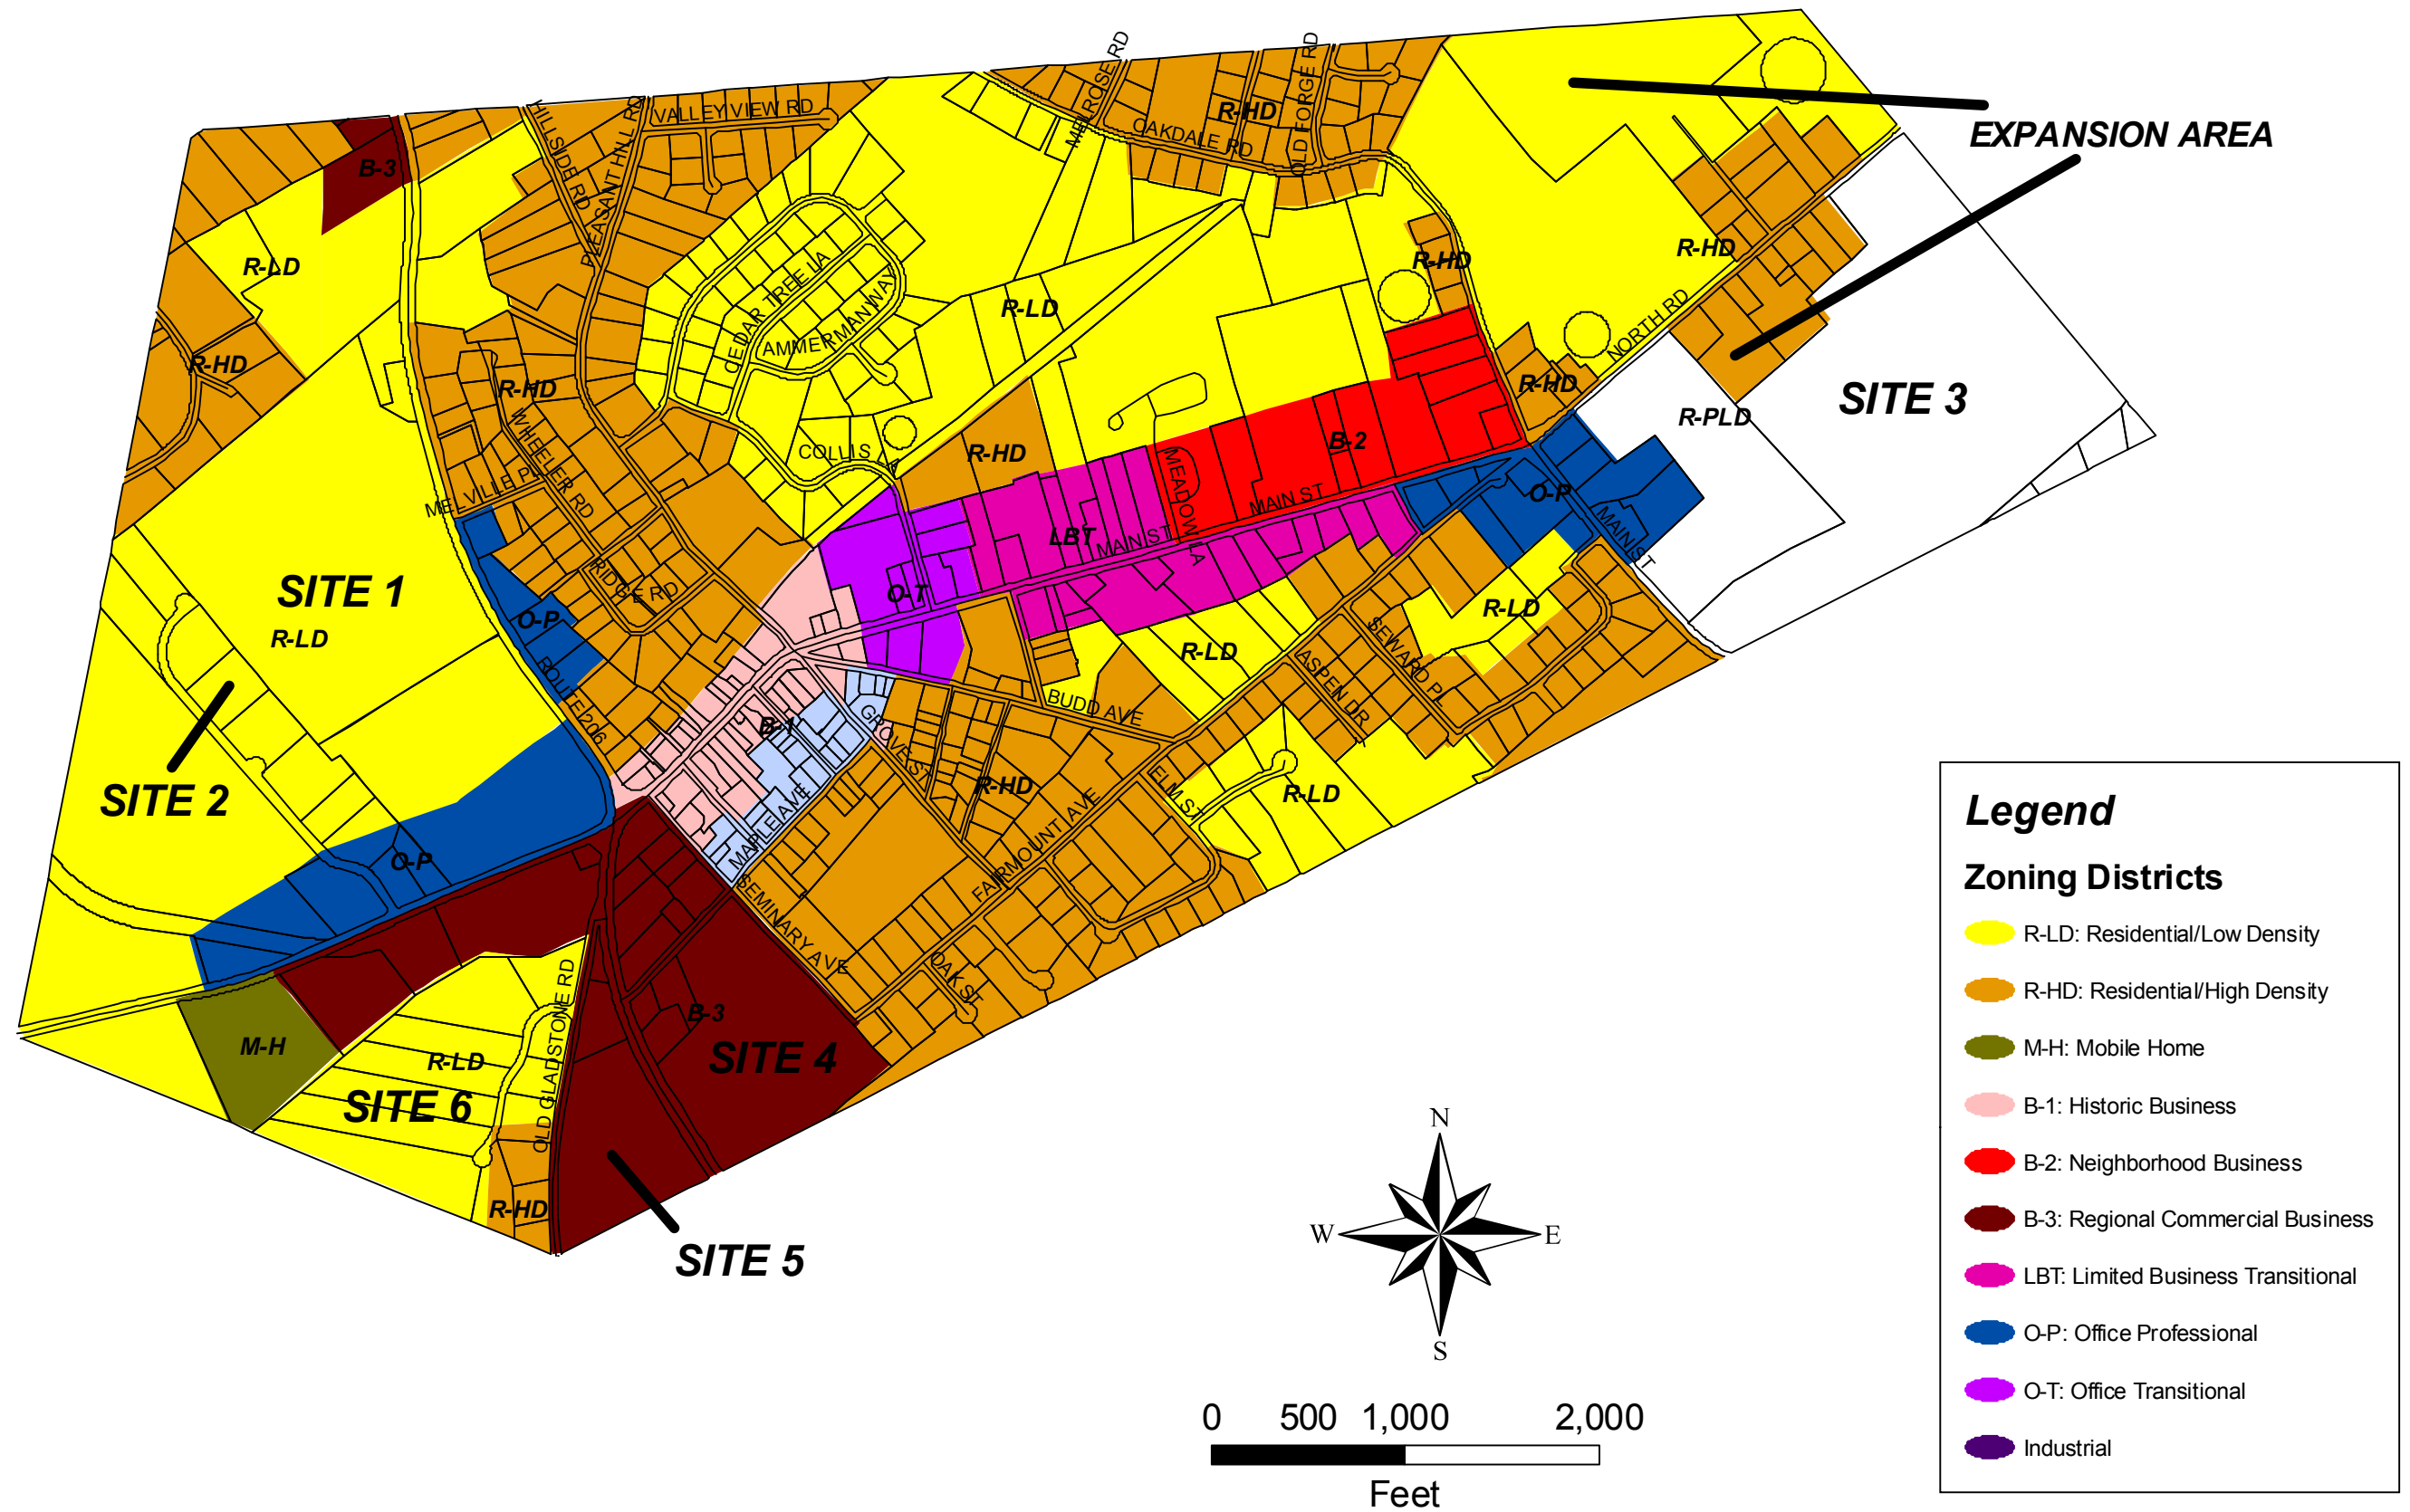 MELROSE RD
OLD FORGE RD
VALLEY VIEW RD
HILLSIDE RD
PLEASANT HILL RD
R-HD
OAKDALE RD
EXPANSION AREA
B-3
R-LD
R-HD
R-HD
CEDAR TREE LA
AMMERMAN WAY
R-LD
NORTH RD
R-HD
R-HD
R-HD
R-HD
SITE 3
R-PLD
WHEELER RD
MELVILLE PL
COLLIS LA
R-HD
B-2
MEADOW LA
MAIN ST
O-P
MAIN ST
LBT
MAIN ST
SITE 1
R-LD
RIDGE RD
O-P
O-T
R-LD
R-LD
SEWARD PL
ASPEN DR
ROUTE 206
BUDD AVE
B-1
GROVE ST
SITE 2
MAPLE AVE
R-HD
ELM ST
R-LD
FAIRMOUNT AVE
O-P
SEMINARY AVE
OAK ST
OLD GLADSTONE RD
B-3
M-H
R-LD
SITE 4
SITE 6
R-HD
SITE 5
Legend
Zoning Districts
R-LD: Residential/Low Density
R-HD: Residential/High Density
M-H: Mobile Home
B-1: Historic Business
B-2: Neighborhood Business
B-3: Regional Commercial Business
LBT: Limited Business Transitional
O-P: Office Professional
O-T: Office Transitional
Industrial
N
W E
S
0 500 1,000 2,000
Feet